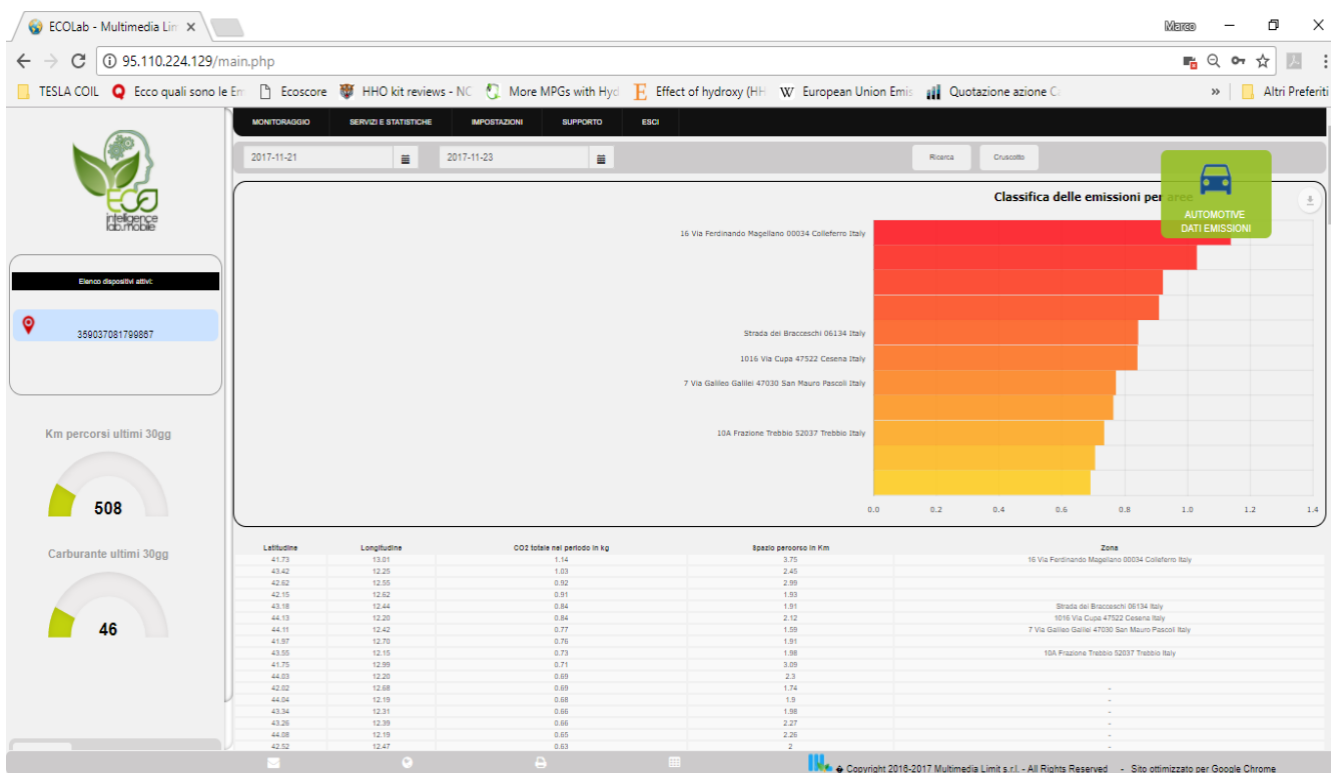 ECOLab - Multimedia Lim
Marco
95.110.224.129/main.php
TESLA COIL Ecco quali sono le Em Ecoscore HHO kit reviews - NC More MPGs with Hyd Effect of hydroxy (HH European Union Emis Quotazione azione C » Altri Preferiti
MONITORAGGIO SERVIZI E STATISTICHE IMPOSTAZIONI SUPPORTO ESCI
2017-11-21 2017-11-23 Ricerca Cruscotto
ECO
intelligence
lab.mobile
Elenco dispositivi attivi:
359037081799857
Km percorsi ultimi 30gg
508
Carburante ultimi 30gg
46
Classifica delle emissioni per aree
AUTOMOTIVE
DATI EMISSIONI
16 Via Ferdinando Magellano 00034 Colleferro Italy
Strada dei Bracceschi 06134 Italy
1016 Via Cupa 47522 Cesena Italy
7 Via Galileo Galilei 47030 San Mauro Pascoli Italy
10A Frazione Trebbio 52037 Trebbio Italy
0.0 0.2 0.4 0.6 0.8 1.0 1.2 1.4
Latitudine Longitudine CO2 totale nel periodo in kg Spazio percorso in Km Zona
41.73 13.01 1.14 3.75 16 Via Ferdinando Magellano 00034 Colleferro Italy
43.42 12.25 1.03 2.45
42.62 12.55 0.92 2.99
42.15 12.62 0.91 1.93
43.18 12.44 0.84 1.91 Strada dei Bracceschi 06134 Italy
44.13 12.20 0.84 2.12 1016 Via Cupa 47522 Cesena Italy
44.11 12.42 0.77 1.59 7 Via Galileo Galilei 47030 San Mauro Pascoli Italy
41.97 12.70 0.76 1.91
43.55 12.15 0.73 1.98 10A Frazione Trebbio 52037 Trebbio Italy
41.75 12.99 0.71 3.09
44.03 12.20 0.69 2.3
42.02 12.68 0.69 1.74 -
44.04 12.19 0.68 1.9 -
43.34 12.31 0.66 1.98 -
43.26 12.39 0.66 2.27 -
44.08 12.19 0.65 2.26 -
42.52 12.47 0.63 2 -
� Copyright 2016-2017 Multimedia Limit s.r.l. - All Rights Reserved - Sito ottimizzato per Google Chrome